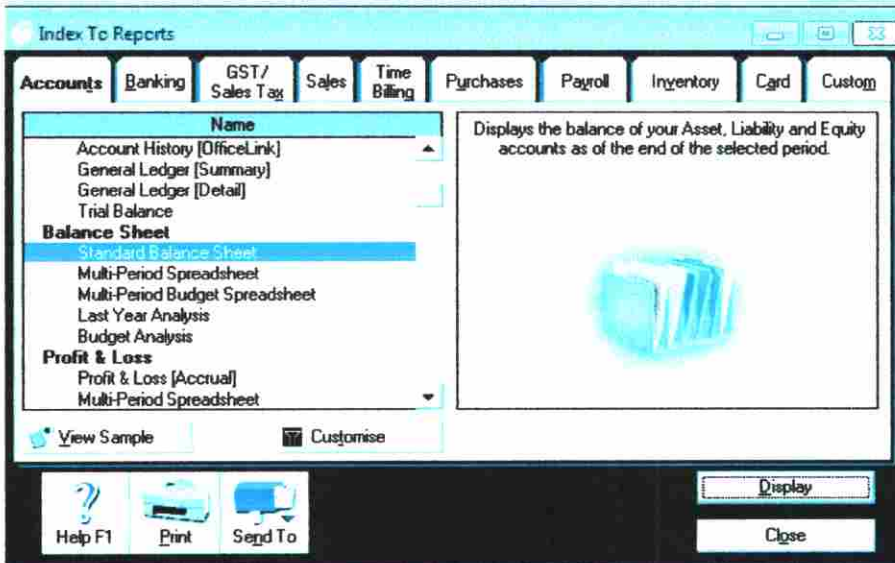 Index To Reports
Accounts
Banking
GST/
Sales Tax
Sales
Time
Billing
Purchases
Payroll
Inventory
Card
Custom
Name
Account History [OfficeLink]
General Ledger [Summary]
General Ledger [Detail]
Trial Balance
Balance Sheet
Standard Balance Sheet
Multi-Period Spreadsheet
Multi-Period Budget Spreadsheet
Last Year Analysis
Budget Analysis
Profit & Loss
Profit & Loss [Accrual]
Multi-Period Spreadsheet
Displays the balance of your Asset, Liability and Equity
accounts as of the end of the selected period.
View Sample
Customise
Help F1
Print
Send To
Display
Close